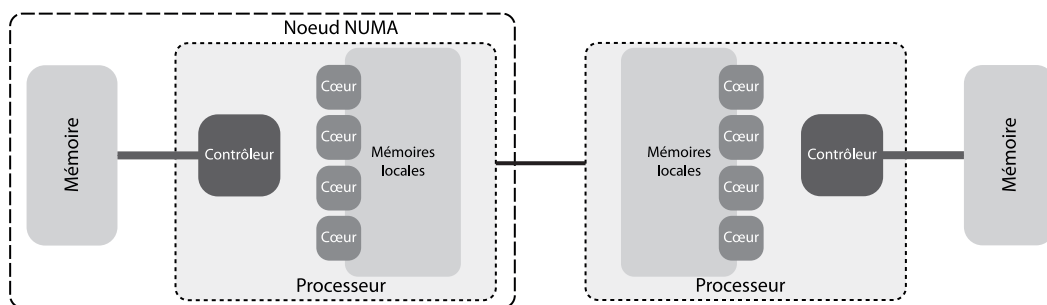 Noeud NUMA
Mémoire
Contrôleur
Cœur
Cœur
Cœur
Cœur
Mémoires
locales
Processeur
Mémoires
locales
Cœur
Cœur
Cœur
Cœur
Contrôleur
Processeur
Mémoire